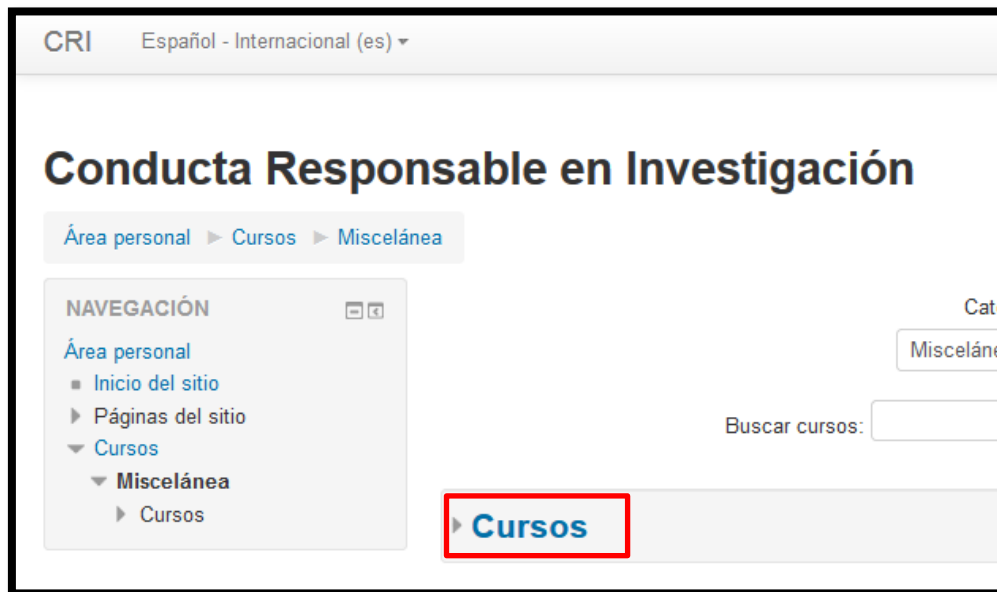 CRI Español - Internacional (es)
Conducta Responsable en Investigación
Área personal Cursos Miscelánea
NAVEGACIÓN
Área personal
Inicio del sitio
Páginas del sitio
Cursos
Miscelánea
Cursos
Buscar cursos:
Cursos